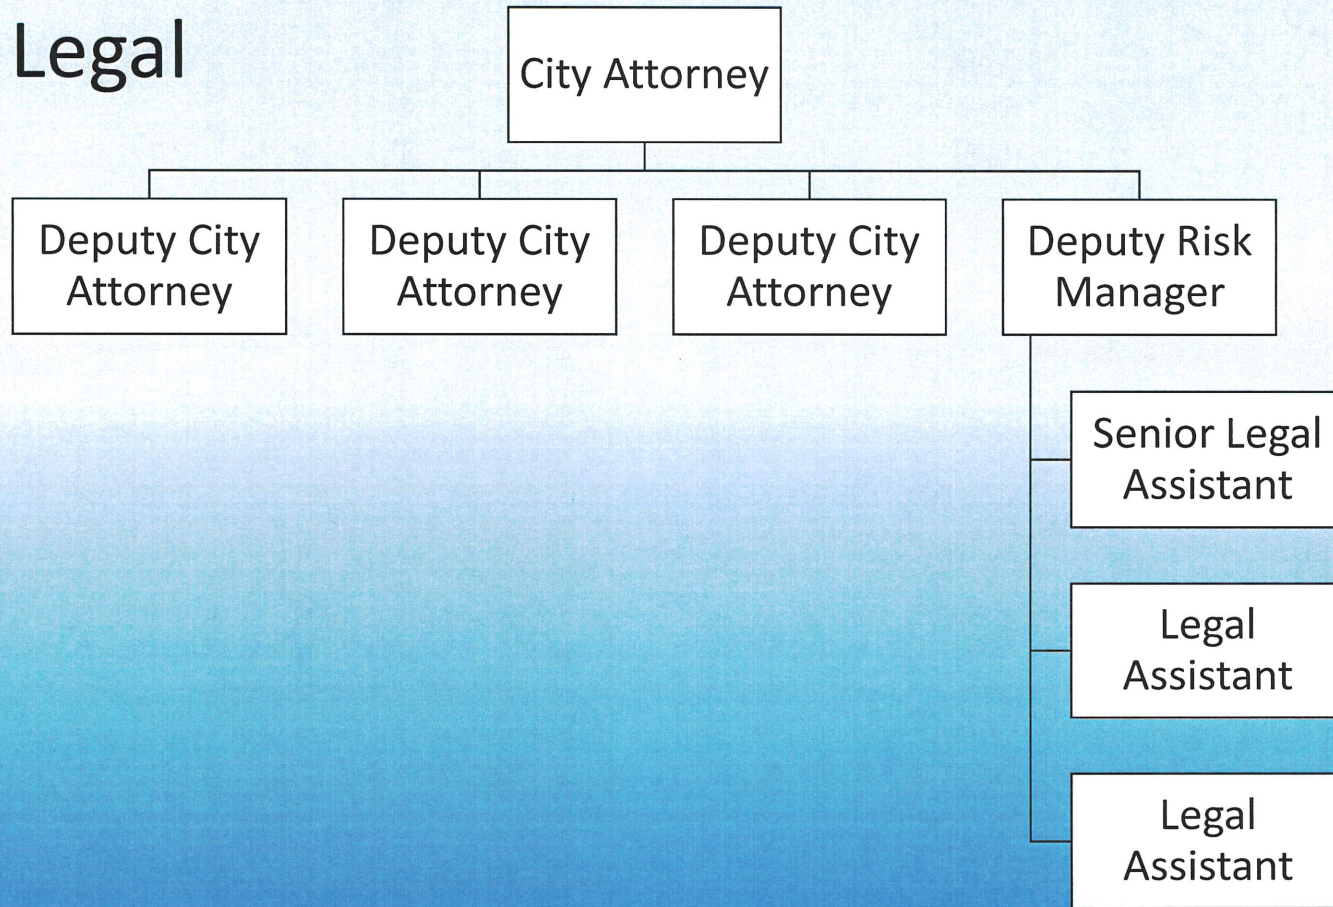 Legal
City Attorney
Deputy City
Attorney
Deputy City
Attorney
Deputy City
Attorney
Deputy Risk
Manager
Senior Legal
Assistant
Legal
Assistant
Legal
Assistant